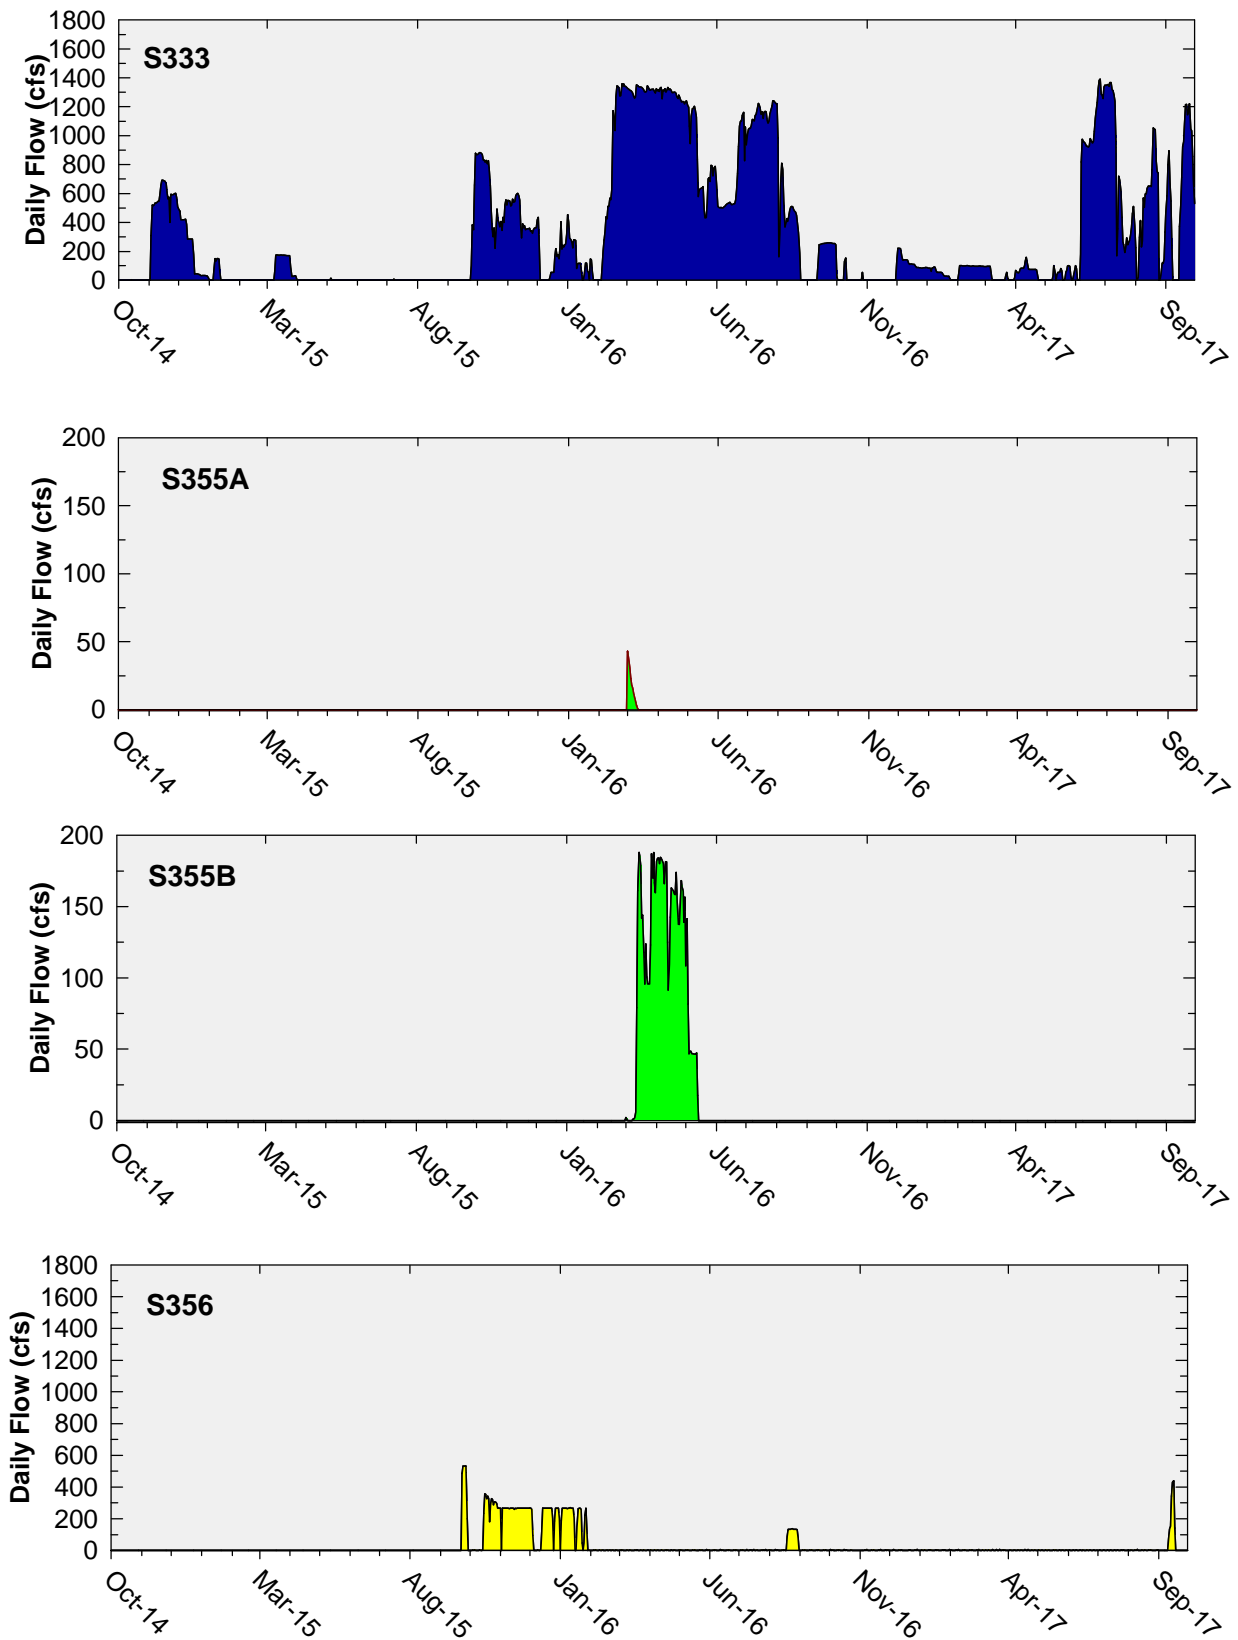 1800
1600
1400
1200
1000
800
600
400
200
0
Daily Flow (cfs)
S333
Oct-14
Mar-15
Aug-15
Jan-16
Jun-16
Nov-16
Apr-17
Sep-17
200
150
100
50
0
Daily Flow (cfs)
S355A
Oct-14
Mar-15
Aug-15
Jan-16
Jun-16
Nov-16
Apr-17
Sep-17
200
150
100
50
0
Daily Flow (cfs)
S355B
Oct-14
Mar-15
Aug-15
Jan-16
Jun-16
Nov-16
Apr-17
Sep-17
1800
1600
1400
1200
1000
800
600
400
200
0
Daily Flow (cfs)
S356
Oct-14
Mar-15
Aug-15
Jan-16
Jun-16
Nov-16
Apr-17
Sep-17